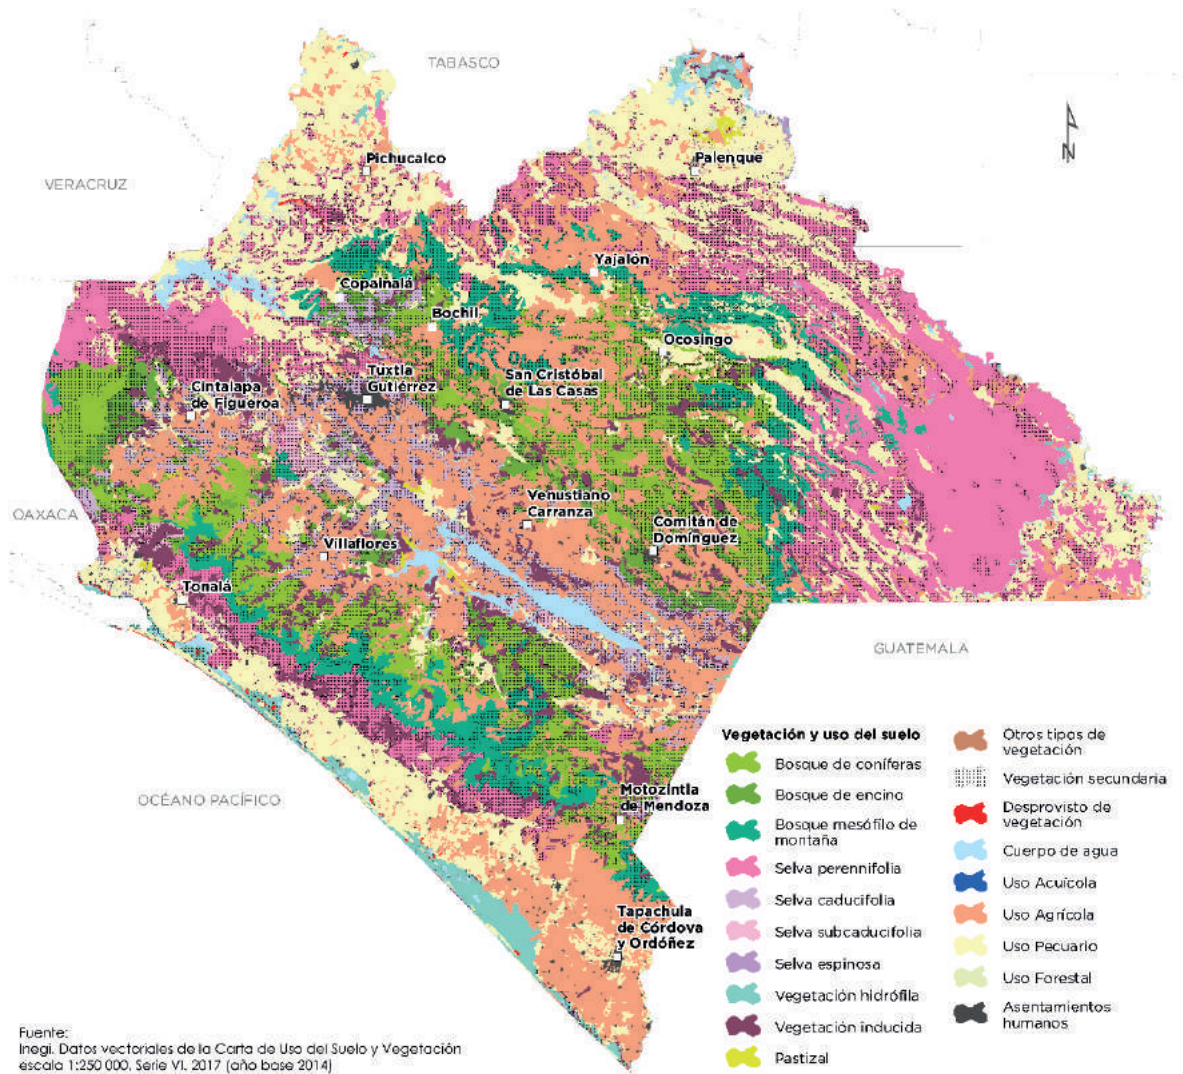 TABASCO
Pichucalco
Palenque
VERACRUZ
Yajalón
Copainalá
Bochil
Ocosingo
Tuxtla
Gutiérrez
San Cristóbal
de Las Casas
Cintalapa
de Figueroa
Venustiano
Carranza
OAXACA
Comitán de
Domínguez
Villaflores
Tonalá
GUATEMALA
OCÉANO PACÍFICO
Motozintla
de Mendoza
Tapachula
de Córdova
y Ordóñez
Vegetación y uso del suelo
Bosque de coníferas
Bosque de encino
Bosque mesófilo de
montaña
Selva perennifolia
Selva caducifolia
Selva subcaducifolia
Selva espinosa
Vegetación hidrófila
Vegetación inducida
Pastizal
Otros tipos de
vegetación
Vegetación secundaria
Desprovisto de
vegetación
Cuerpo de agua
Uso Acuícola
Uso Agrícola
Uso Pecuario
Uso Forestal
Asentamientos
humanos
Fuente:
Inegi. Datos vectoriales de la Carta de Uso del Suelo y Vegetación
escala 1:250 000. Serie VI. 2017 (año base 2014)